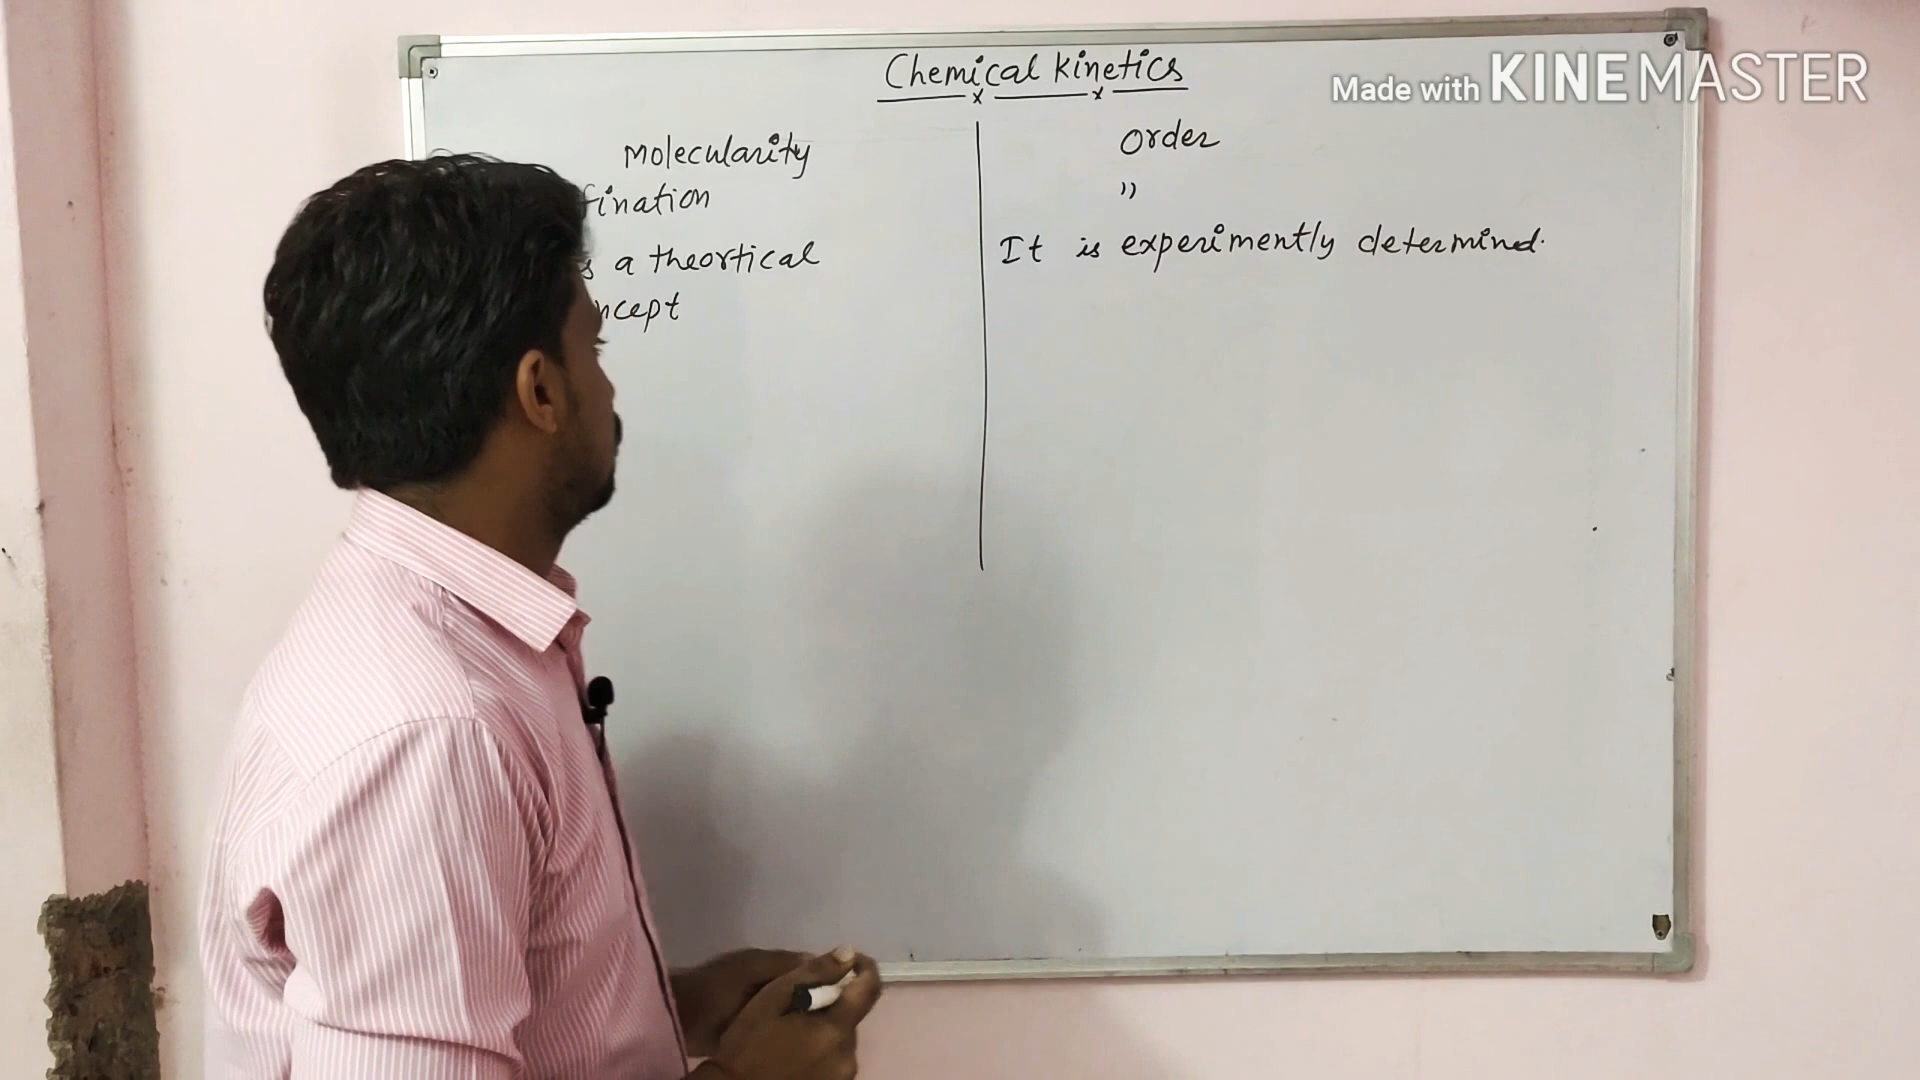 Chemical kinetics
Made with KINEMASTER
Molecularity
fination
s a theortical
ncept
Order
"
It is experimently determind.